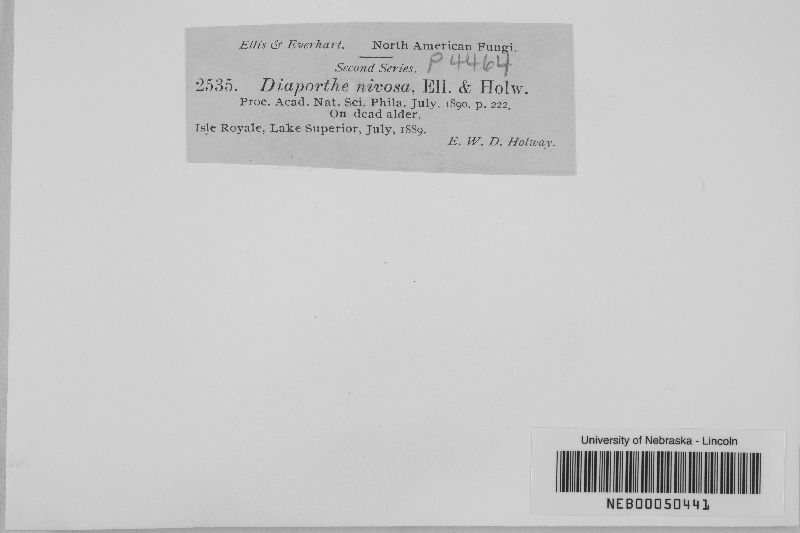 Ellis & Everhart. North American Fungi.
Second Series. P4464
2535. Diaporthe nivosa, Ell. & Holw.
Proc. Acad. Nat. Sci. Phila. July, 1890, p. 222.
On dead alder.
Isle Royale, Lake Superior, July, 1889.
E. W. D. Holway.
University of Nebraska - Lincoln
NEB00050441